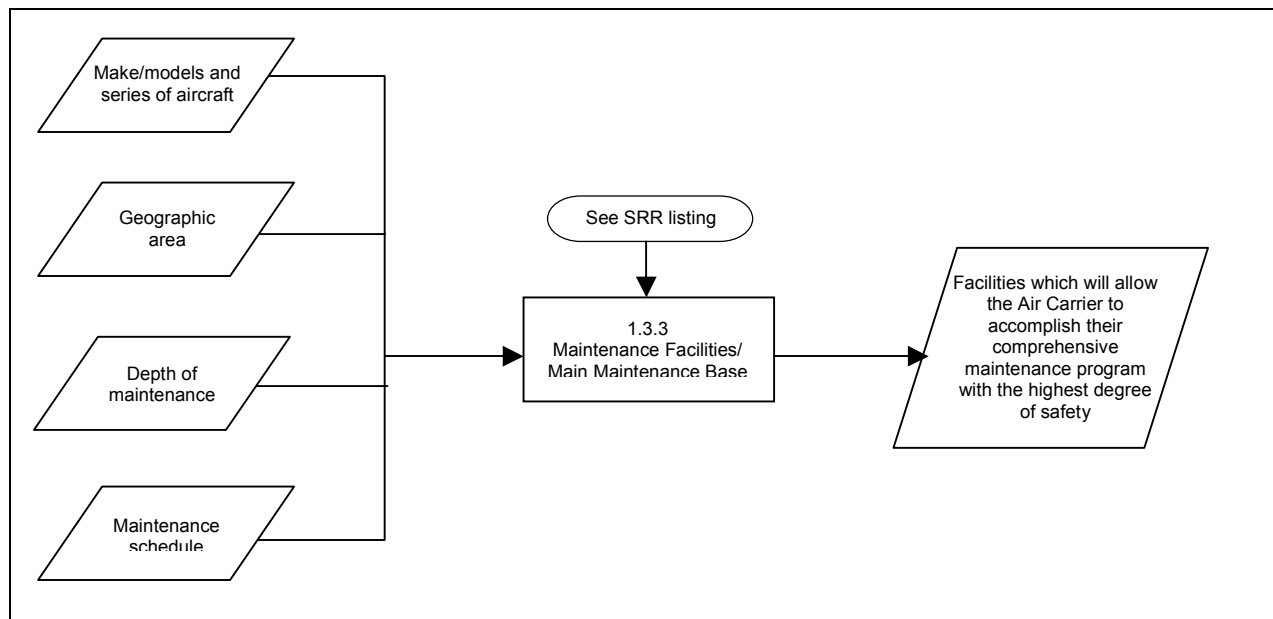 Make/models and
series of aircraft
Geographic
area
Depth of
maintenance
Maintenance
schedule
See SRR listing
1.3.3
Maintenance Facilities/
Main Maintenance Base
Facilities which will allow
the Air Carrier to
accomplish their
comprehensive
maintenance program
with the highest degree
of safety